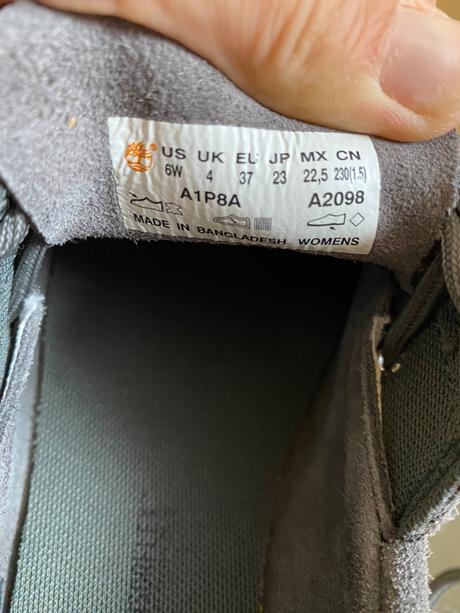 US UK EU JP MX CN
6W 4 37 23 22,5 230(1.5)
A1P8A A2098
MADE IN BANGLADESH WOMENS